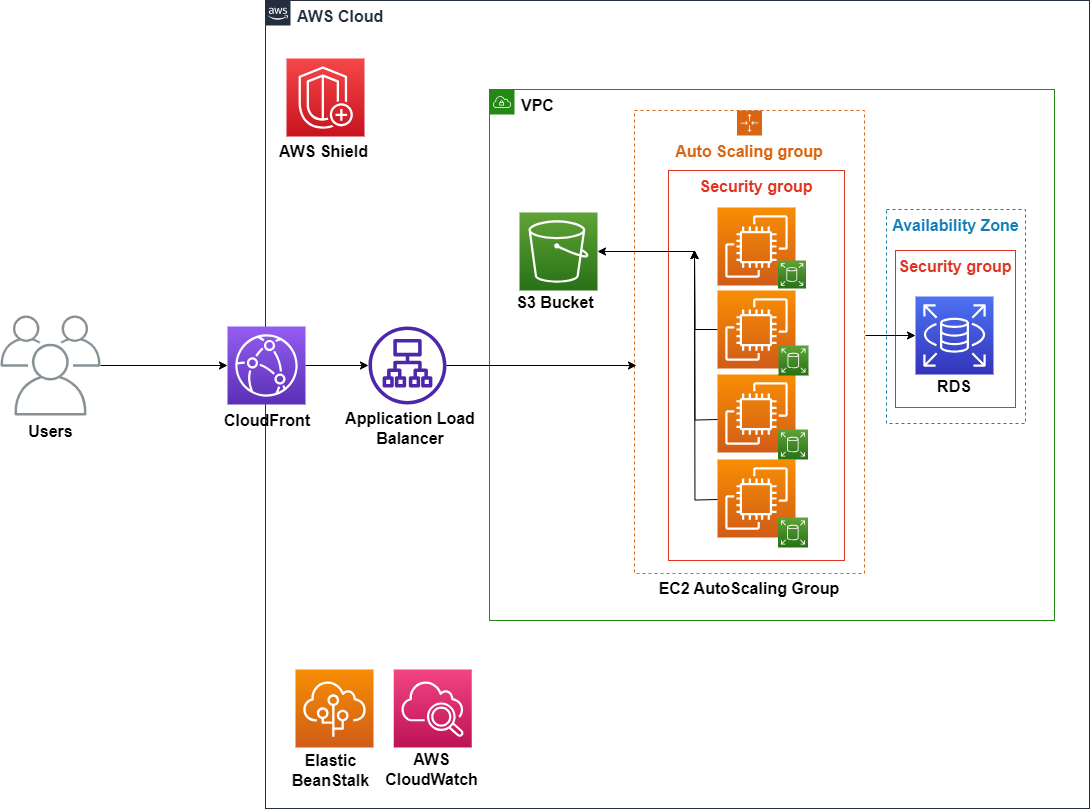 aws
AWS Cloud
AWS Shield
VPC
Auto Scaling group
Security group
Availability Zone
Security group
S3 Bucket
RDS
Users
CloudFront
Application Load
Balancer
EC2 AutoScaling Group
Elastic
BeanStalk
AWS
CloudWatch